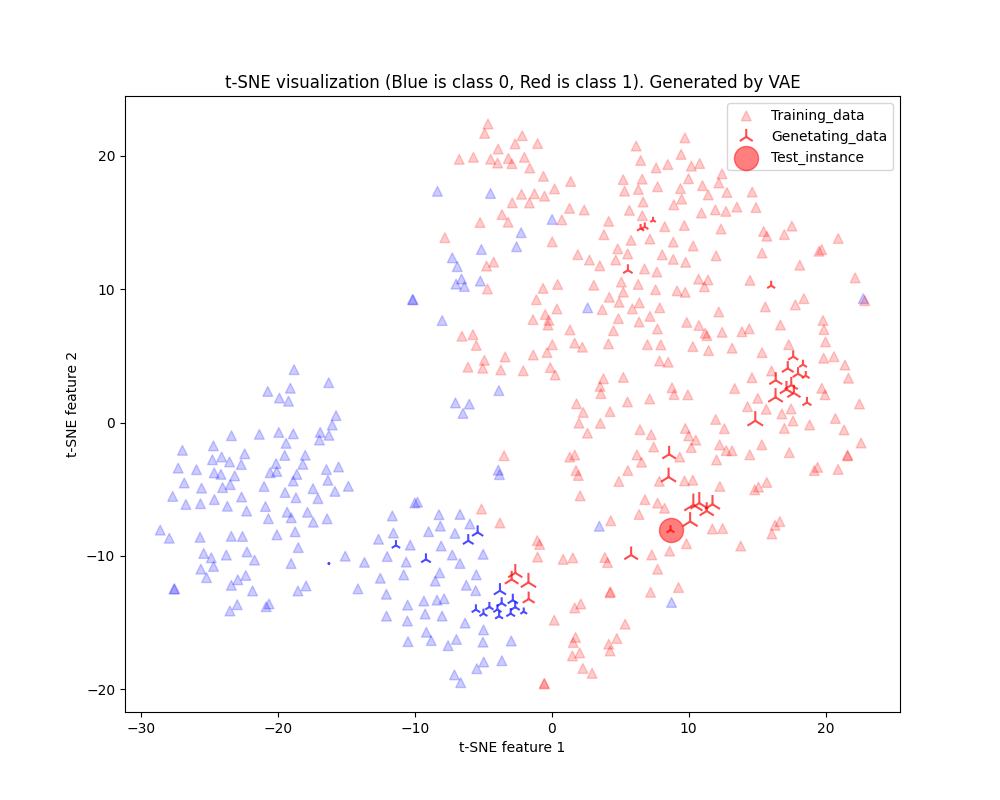 t-SNE visualization (Blue is class 0, Red is class 1). Generated by VAE
Training_data
Genetating_data
Test_instance
20
10
0
−10
−20
t-SNE feature 2
−30
−20
−10
0
10
20
t-SNE feature 1